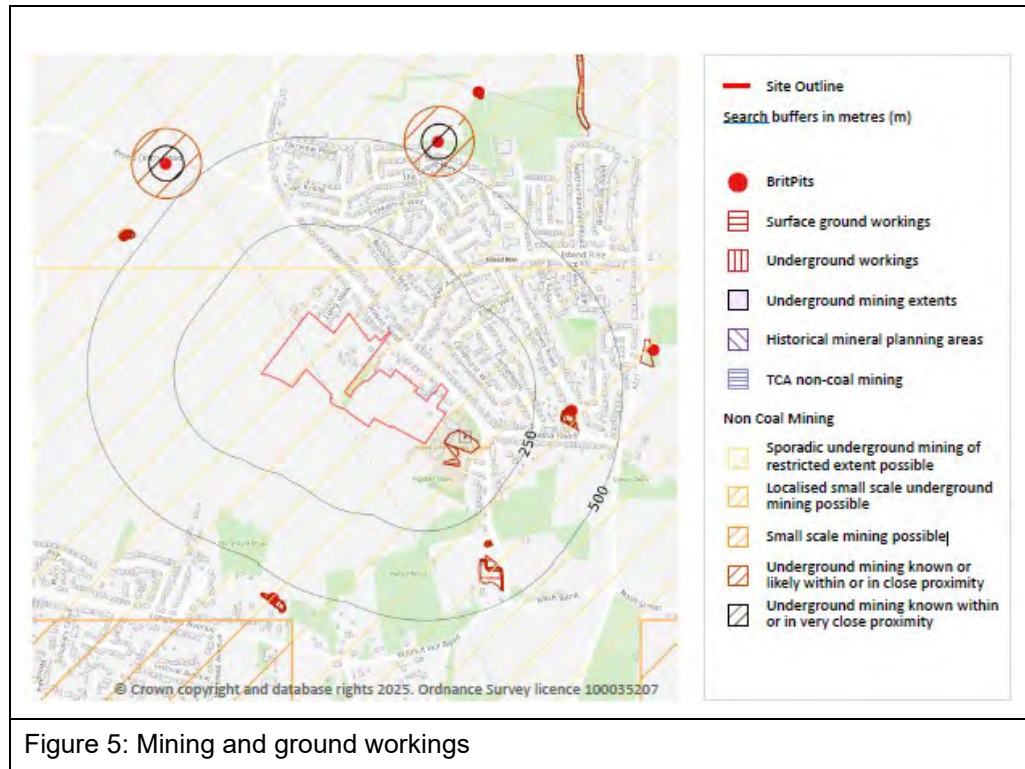 250
500
© Crown copyright and database rights 2025. Ordnance Survey licence 100035207
Site Outline
Search buffers in metres (m)
BritPits
Surface ground workings
Underground workings
Underground mining extents
Historical mineral planning areas
TCA non-coal mining
Non Coal Mining
Sporadic underground mining of
restricted extent possible
Localised small scale underground
mining possible
Small scale mining possible
Underground mining known or
likely within or in close proximity
Underground mining known within
or in very close proximity
Figure 5: Mining and ground workings